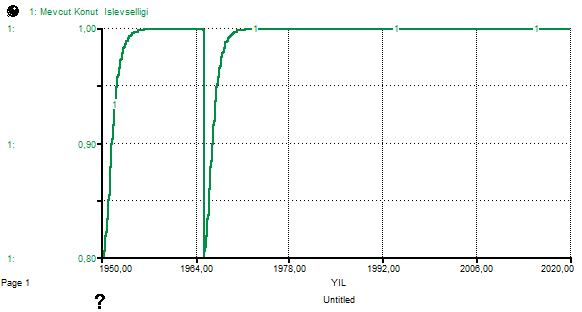 1: Mevcut Konut Islevselligi
1: 1,00
1
1
1
1
1: 0,90
1: 0,80
1950,00 1964,00 1978,00 1992,00 2006,00 2020,00
Page 1 YIL
Untitled
?